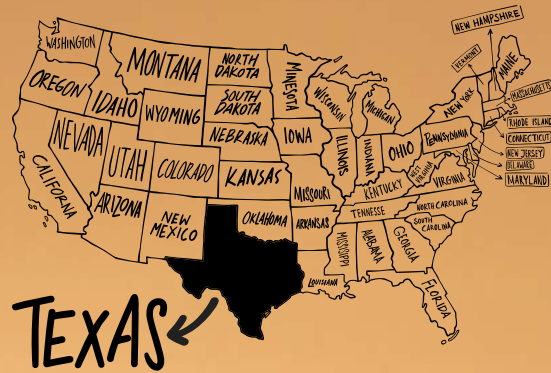 NEW HAMPSHIRE
WASHINGTON
VERMONT
MAINE
MONTANA
NORTH
DAKOTA
MINNESOTA
OREGON
IDAHO
WISCONSIN
MICHIGAN
NEW YORK
MASSACHUSETTS
WYOMING
SOUTH
DAKOTA
RHODE ISLAND
CONNECTICUT
NEVADA
UTAH
NEBRASKA
IOWA
ILLINOIS
INDIANA
OHIO
PENNSYLVANIA
NEW JERSEY
DELAWARE
MARYLAND
CALIFORNIA
COLORADO
KANSAS
MISSOURI
KENTUCKY
WEST
VIRGINIA
VIRGINIA
ARIZONA
NEW
MEXICO
OKLAHOMA
ARKANSAS
TENNESSE
NORTH CAROLINA
SOUTH
CAROLINA
MISSISSIPPI
ALABAMA
GEORGIA
LOUISIANA
FLORIDA
TEXAS